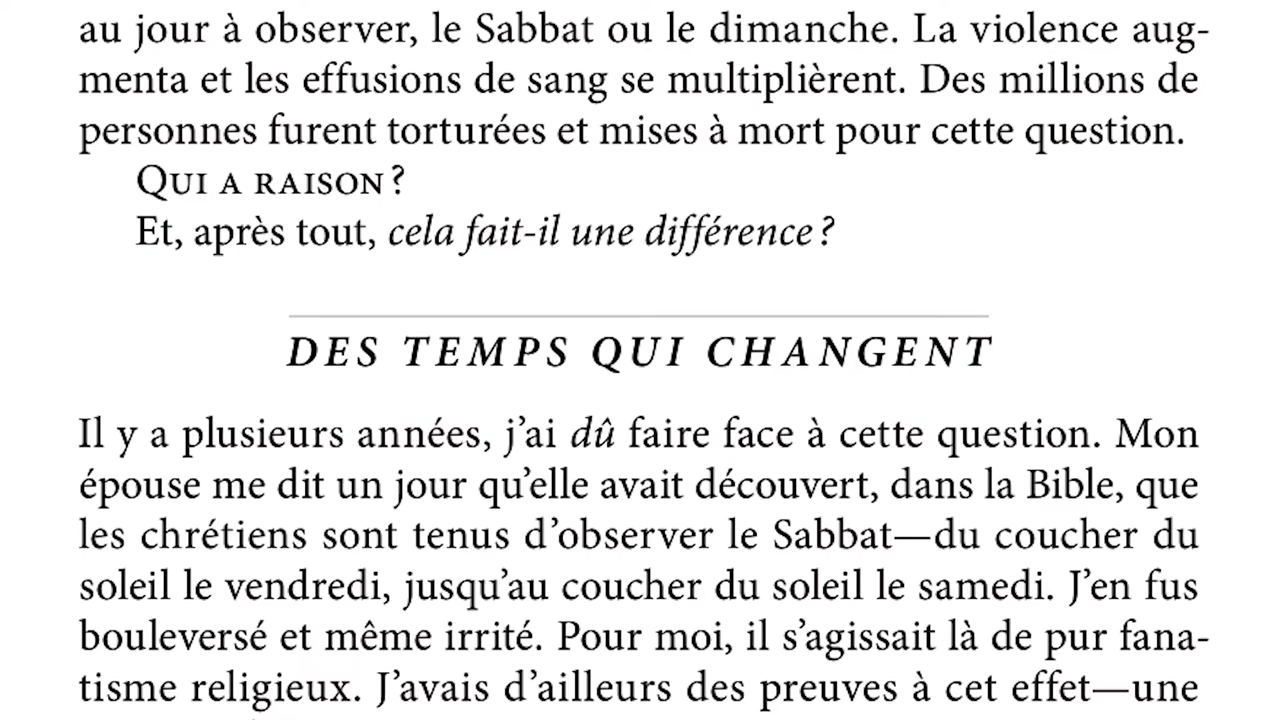 au jour à observer, le Sabbat ou le dimanche. La violence aug-
menta et les effusions de sang se multiplièrent. Des millions de
personnes furent torturées et mises à mort pour cette question.
QUI A RAISON ?
Et, après tout, cela fait-il une différence ?
DES TEMPS QUI CHANGENT
Il y a plusieurs années, j’ai dû faire face à cette question. Mon
épouse me dit un jour qu’elle avait découvert, dans la Bible, que
les chrétiens sont tenus d’observer le Sabbat—du coucher du
soleil le vendredi, jusqu’au coucher du soleil le samedi. J’en fus
bouleversé et même irrité. Pour moi, il s’agissait là de pur fana-
tisme religieux. J’avais d’ailleurs des preuves à cet effet—une